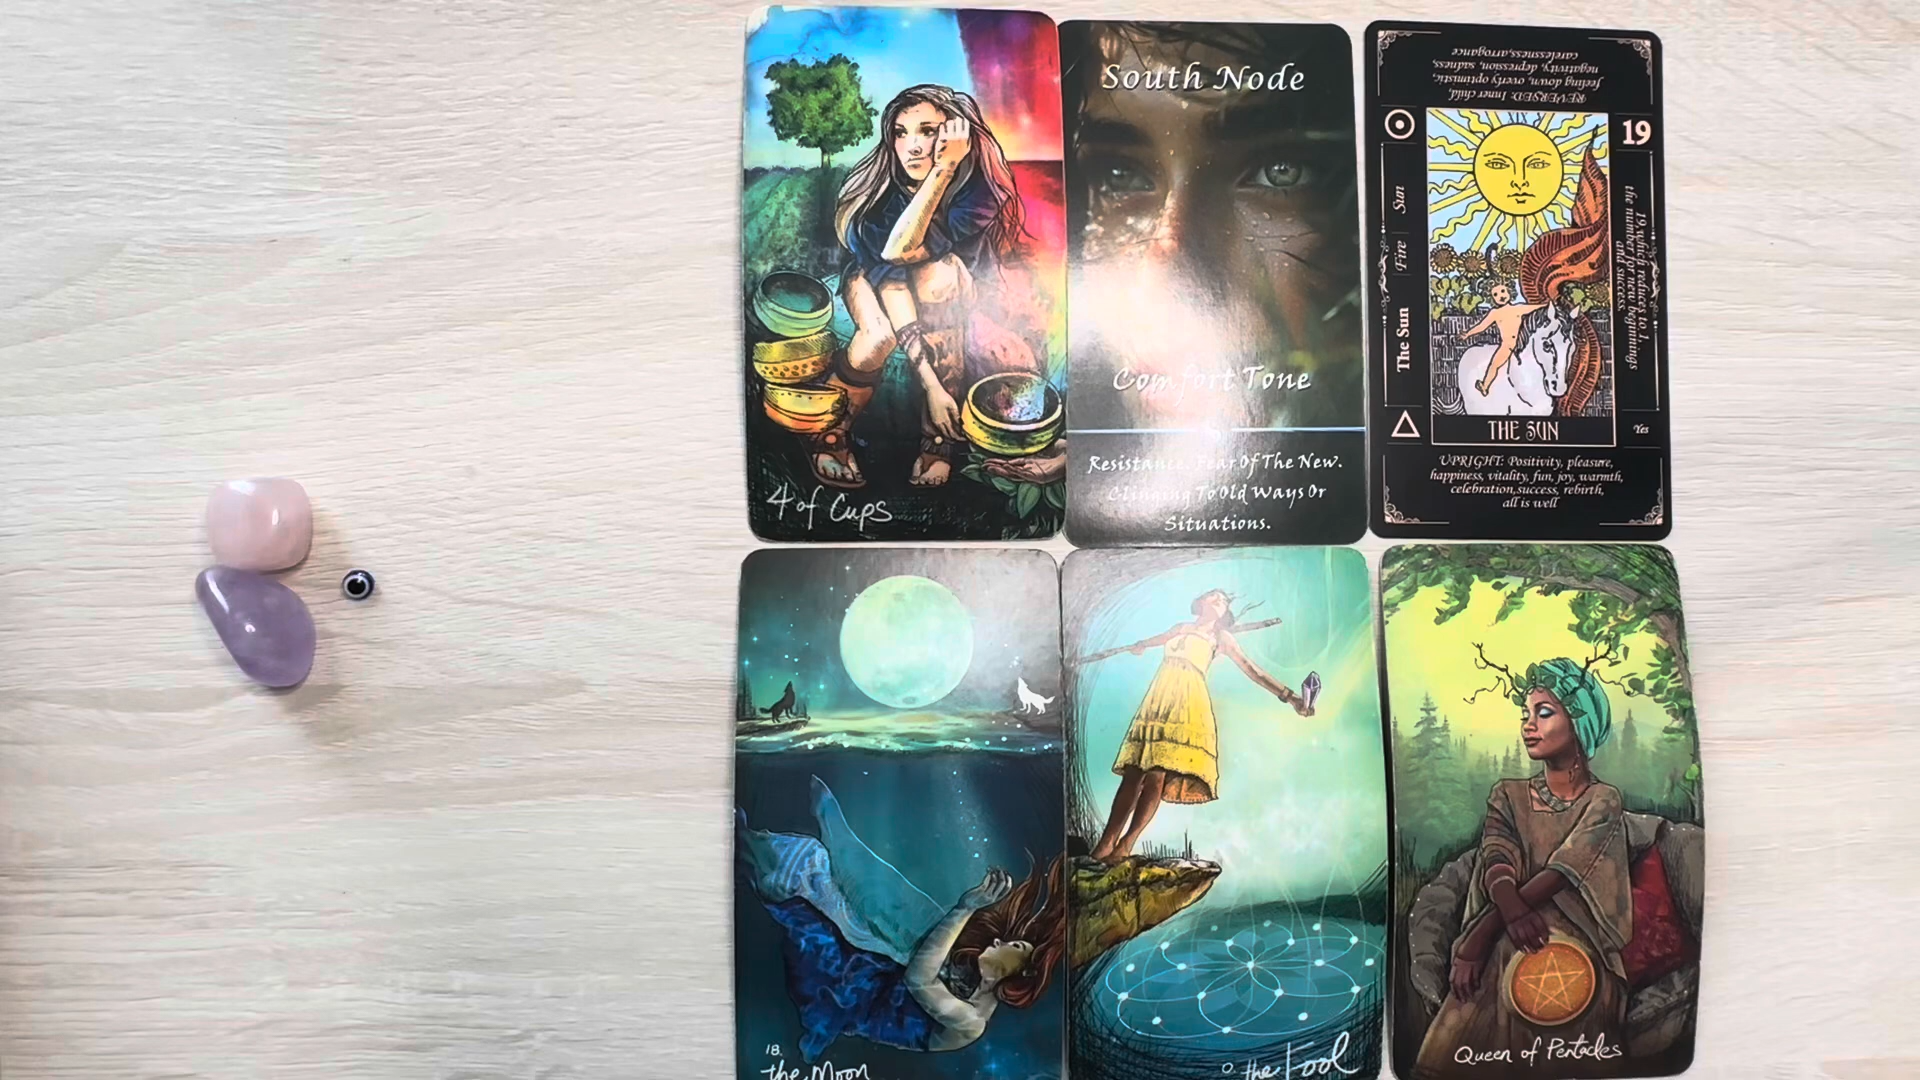 4 of Cups
South Node
Comfort Tone
Resistance. Fear Of The New.
Clinging To Old Ways Or
Situations.
REVERSED: Inner child,
feeling down, overly optimistic,
negativity, depression, sadness,
carelessness, arrogance
19
Sun
Fire
The Sun
19, which reduces to 1,
the number for new beginnings
and success.
THE SUN
Yes
UPRIGHT: Positivity, pleasure,
happiness, vitality, fun, joy, warmth,
celebration, success, rebirth,
all is well
18.
the Moon
0. the Fool
Queen of Pentacles